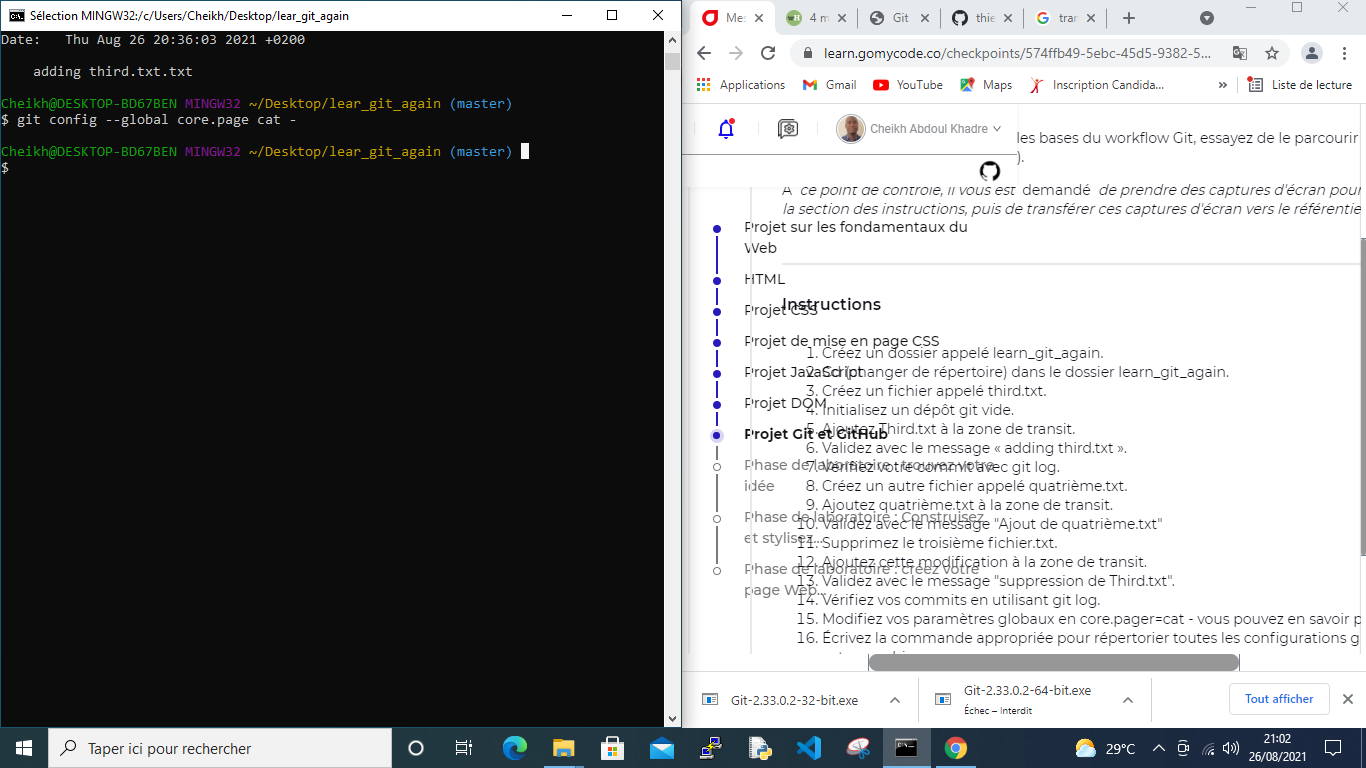 Sélection MINGW32:/c/Users/Cheikh/Desktop/lear_git_again
Date:   Thu Aug 26 20:36:03 2021 +0200
adding third.txt.txt
Cheikh@DESKTOP-BD67BEN MINGW32 ~/Desktop/lear_git_again (master)
$ git config --global core.page cat -
Cheikh@DESKTOP-BD67BEN MINGW32 ~/Desktop/lear_git_again (master)
$
Mes
4 m
Git
thie
trar
learn.gomycode.co/checkpoints/574ffb49-5ebc-45d5-9382-5...
Applications
Gmail
YouTube
Maps
Inscription Candida...
»
Liste de lecture
Cheikh Abdoul Khadre
les bases du workflow Git, essayez de le parcourir
).
A ce point de contrôle, il vous est demandé de prendre des captures d'écran pour
la section des instructions, puis de transférer ces captures d'écran vers le référentie
Projet sur les fondamentaux du
Web
HTML
Projet CSS
Projet de mise en page CSS
Projet JavaScript
Projet DOM
Projet Git et GitHub
Phase de laboratoire : trouvez votre
idée
Phase de laboratoire : Construisez
et stylisez...
Phase de laboratoire : créez votre
page Web...
Instructions
1. Créez un dossier appelé learn_git_again.
2. Cd (changer de répertoire) dans le dossier learn_git_again.
3. Créez un fichier appelé third.txt.
4. Initialisez un dépôt git vide.
5. Ajoutez Third.txt à la zone de transit.
6. Validez avec le message « adding third.txt ».
7. Vérifiez votre commit avec git log.
8. Créez un autre fichier appelé quatrième.txt.
9. Ajoutez quatrième.txt à la zone de transit.
10. Validez avec le message "Ajout de quatrième.txt"
11. Supprimez le troisième fichier.txt.
12. Ajoutez cette modification à la zone de transit.
13. Validez avec le message "suppression de Third.txt".
14. Vérifiez vos commits en utilisant git log.
15. Modifiez vos paramètres globaux en core.pager=cat - vous pouvez en savoir p
16. Écrivez la commande appropriée pour répertorier toutes les configurations g
Git-2.33.0.2-32-bit.exe
Git-2.33.0.2-64-bit.exe
Échec – Interdit
Tout afficher
Taper ici pour rechercher
29°C
21:02
26/08/2021